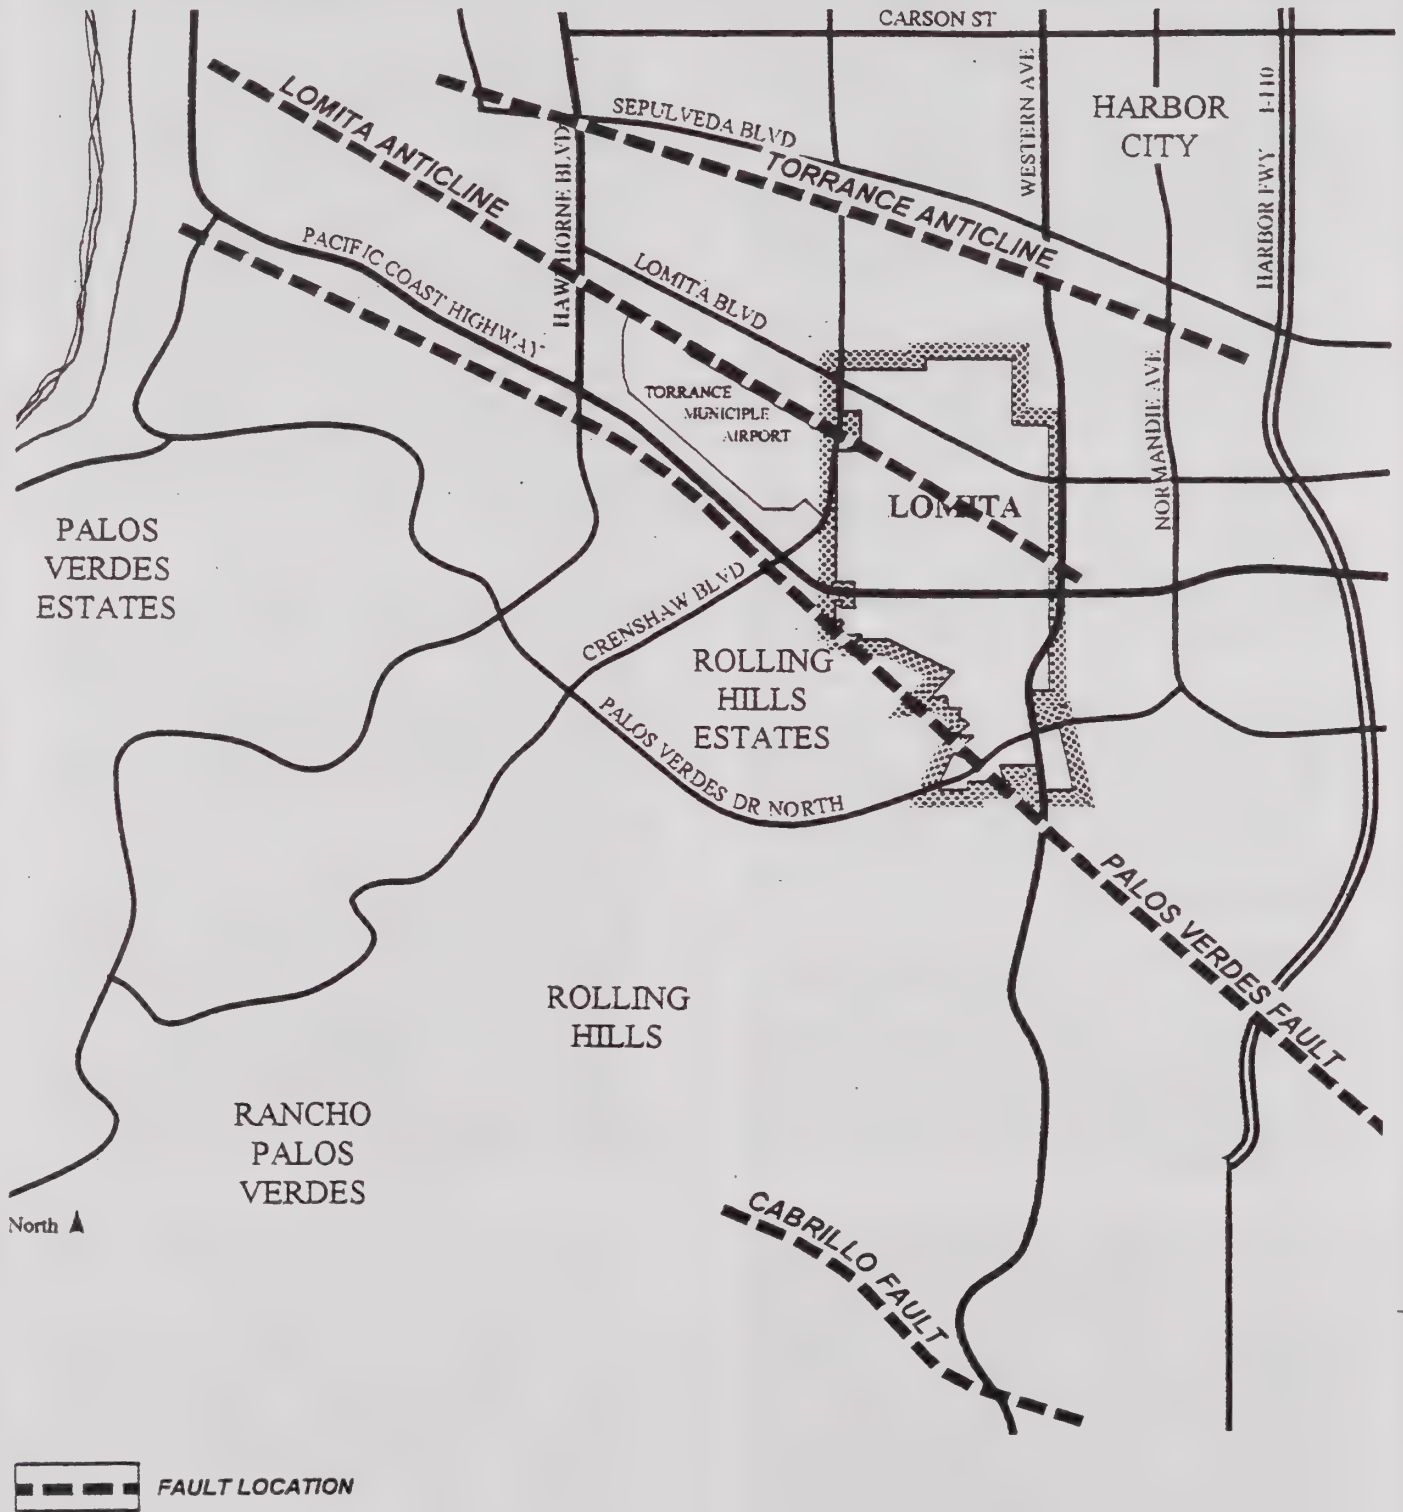 CARSON ST
WESTERN AVE
HARBOR
CITY
HARBOR FWY I-110
LOMITA ANTICLINE
SEPULVEDA BLVD
TORRANCE ANTICLINE
HAWTHORNE BLVD
PACIFIC COAST HIGHWAY
LOMITA BLVD
NORMANDIE AVE
TORRANCE
MUNICIPLE
AIRPORT
LOMITA
PALOS
VERDES
ESTATES
CRENSHAW BLVD
ROLLING
HILLS
ESTATES
PALOS VERDES DR NORTH
PALOS VERDES FAULT
ROLLING
HILLS
RANCHO
PALOS
VERDES
North
CABRILLO FAULT
FAULT LOCATION